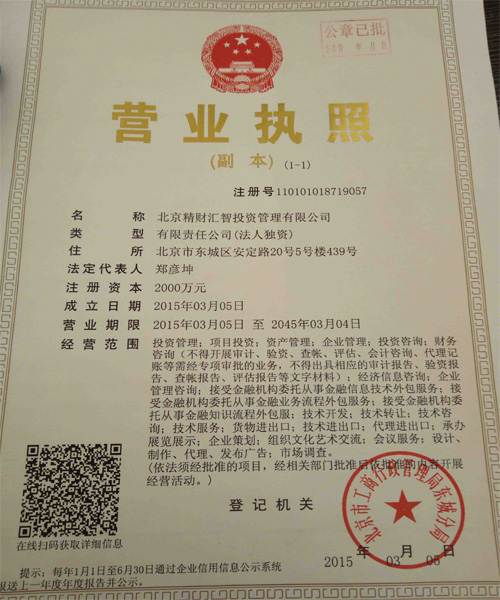 公章已批
年 月 日
营业执照
(副 本) (1-1)
注册号110101018719057
名 称 北京精财汇智投资管理有限公司
类 型 有限责任公司(法人独资)
住 所 北京市东城区安定路20号5号楼439号
法定代表人 郑彦坤
注册资本 2000万元
成立日期 2015年03月05日
营业期限 2015年03月05日 至 2045年03月04日
经营范围 投资管理;项目投资;资产管理;企业管理;投资咨询;财务
咨询(不得开展审计、验资、查帐、评估、会计咨询、代理记
账等需经专项审批的业务,不得出具相应的审计报告、验资报
告、查帐报告、评估报告等文字材料);经济信息咨询;企业
管理咨询;接受金融机构委托从事金融信息技术外包服务;接
受金融机构委托从事金融业务流程外包服务;接受金融机构委
托从事金融知识流程外包服;技术开发;技术转让;技术咨
询;技术服务;货物进出口;技术进出口;代理进出口;承办
展览展示;企业策划;组织文化艺术交流;会议服务;设计、
制作、代理、发布广告;市场调查。
(依法须经批准的项目,经相关部门批准后依批准的内容开展
经营活动。)
在线扫码获取详细信息
登记机关
北京市工商行政管理局东城分局
2015 年 03 月 05 日
提示:每年1月1日至6月30日通过企业信用信息公示系统
报送上一年度年度报告并公示。